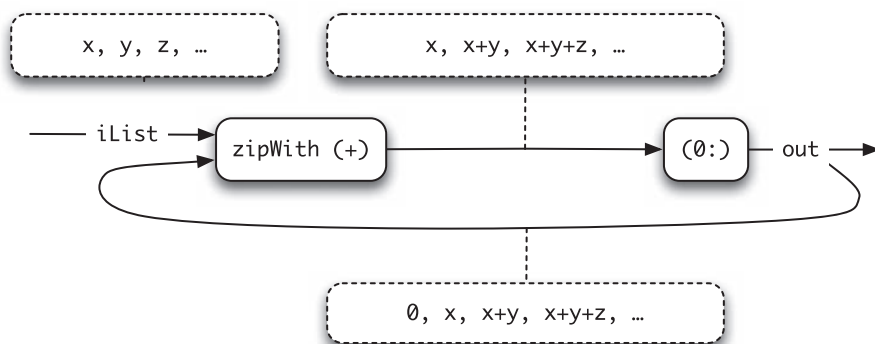 x, y, z, …
x, x+y, x+y+z, …
iList
zipWith (+)
(0:)
out
0, x, x+y, x+y+z, …